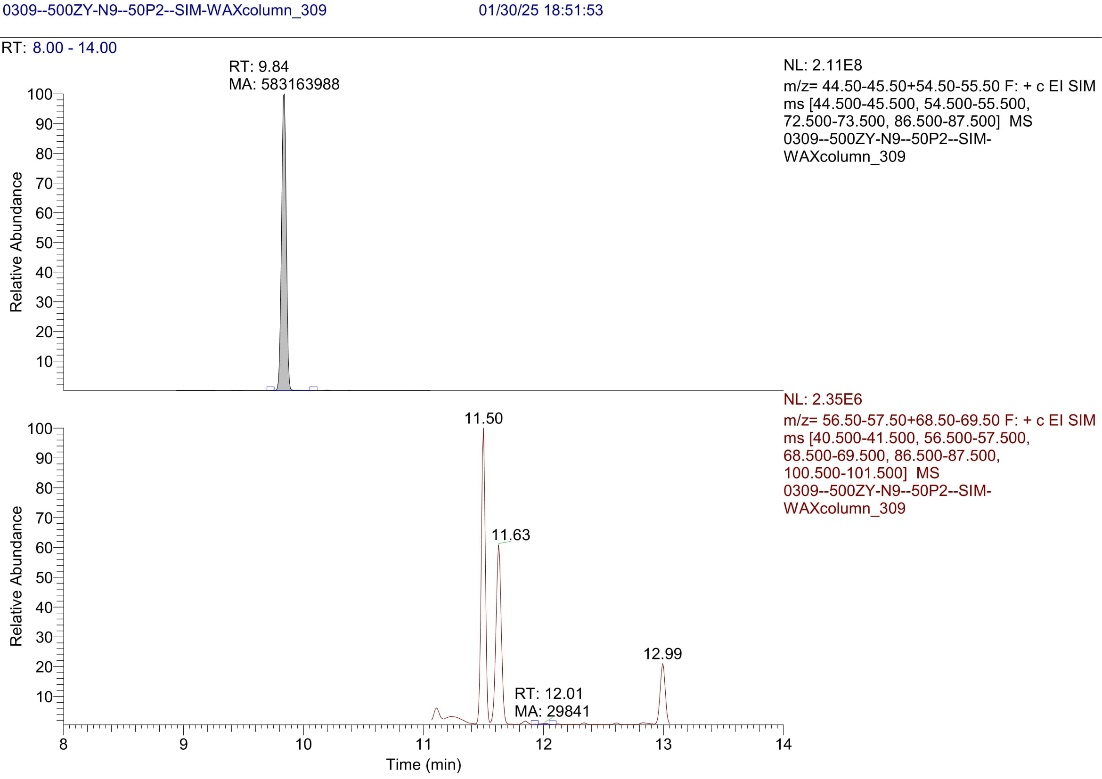 0309--500ZY-N9--50P2--SIM-WAXcolumn_309 01/30/25 18:51:53
RT: 8.00 - 14.00
RT: 9.84
MA: 583163988
NL: 2.11E8
m/z= 44.50-45.50+54.50-55.50 F: + c EI SIM
ms [44.500-45.500, 54.500-55.500,
72.500-73.500, 86.500-87.500] MS
0309--500ZY-N9--50P2--SIM-
WAXcolumn_309
100
90
80
70
60
50
40
30
20
10
Relative Abundance
NL: 2.35E6
m/z= 56.50-57.50+68.50-69.50 F: + c EI SIM
ms [40.500-41.500, 56.500-57.500,
68.500-69.500, 86.500-87.500,
100.500-101.500] MS
0309--500ZY-N9--50P2--SIM-
WAXcolumn_309
11.50
11.63
12.99
RT: 12.01
MA: 29841
100
90
80
70
60
50
40
30
20
10
Relative Abundance
8 9 10 11 12 13 14
Time (min)